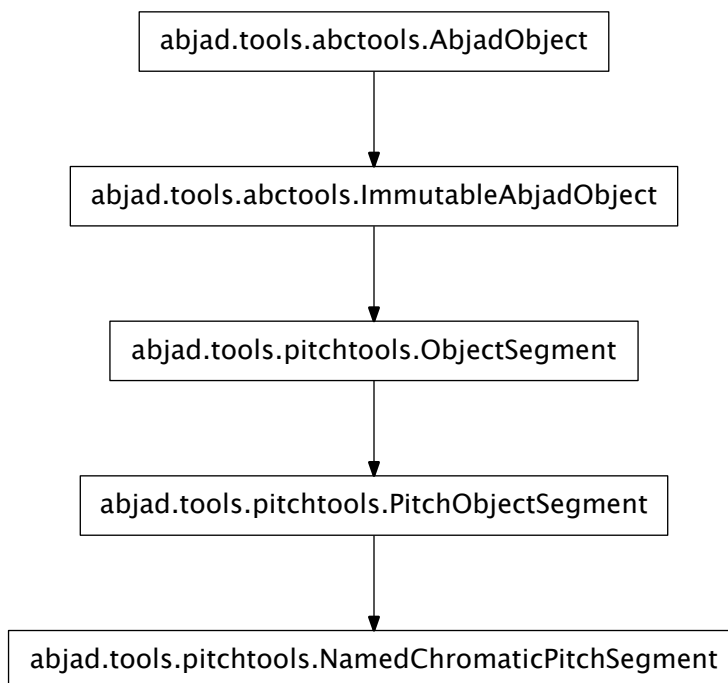 abjad.tools.abctools.AbjadObject
abjad.tools.abctools.ImmutableAbjadObject
abjad.tools.pitchtools.ObjectSegment
abjad.tools.pitchtools.PitchObjectSegment
abjad.tools.pitchtools.NamedChromaticPitchSegment